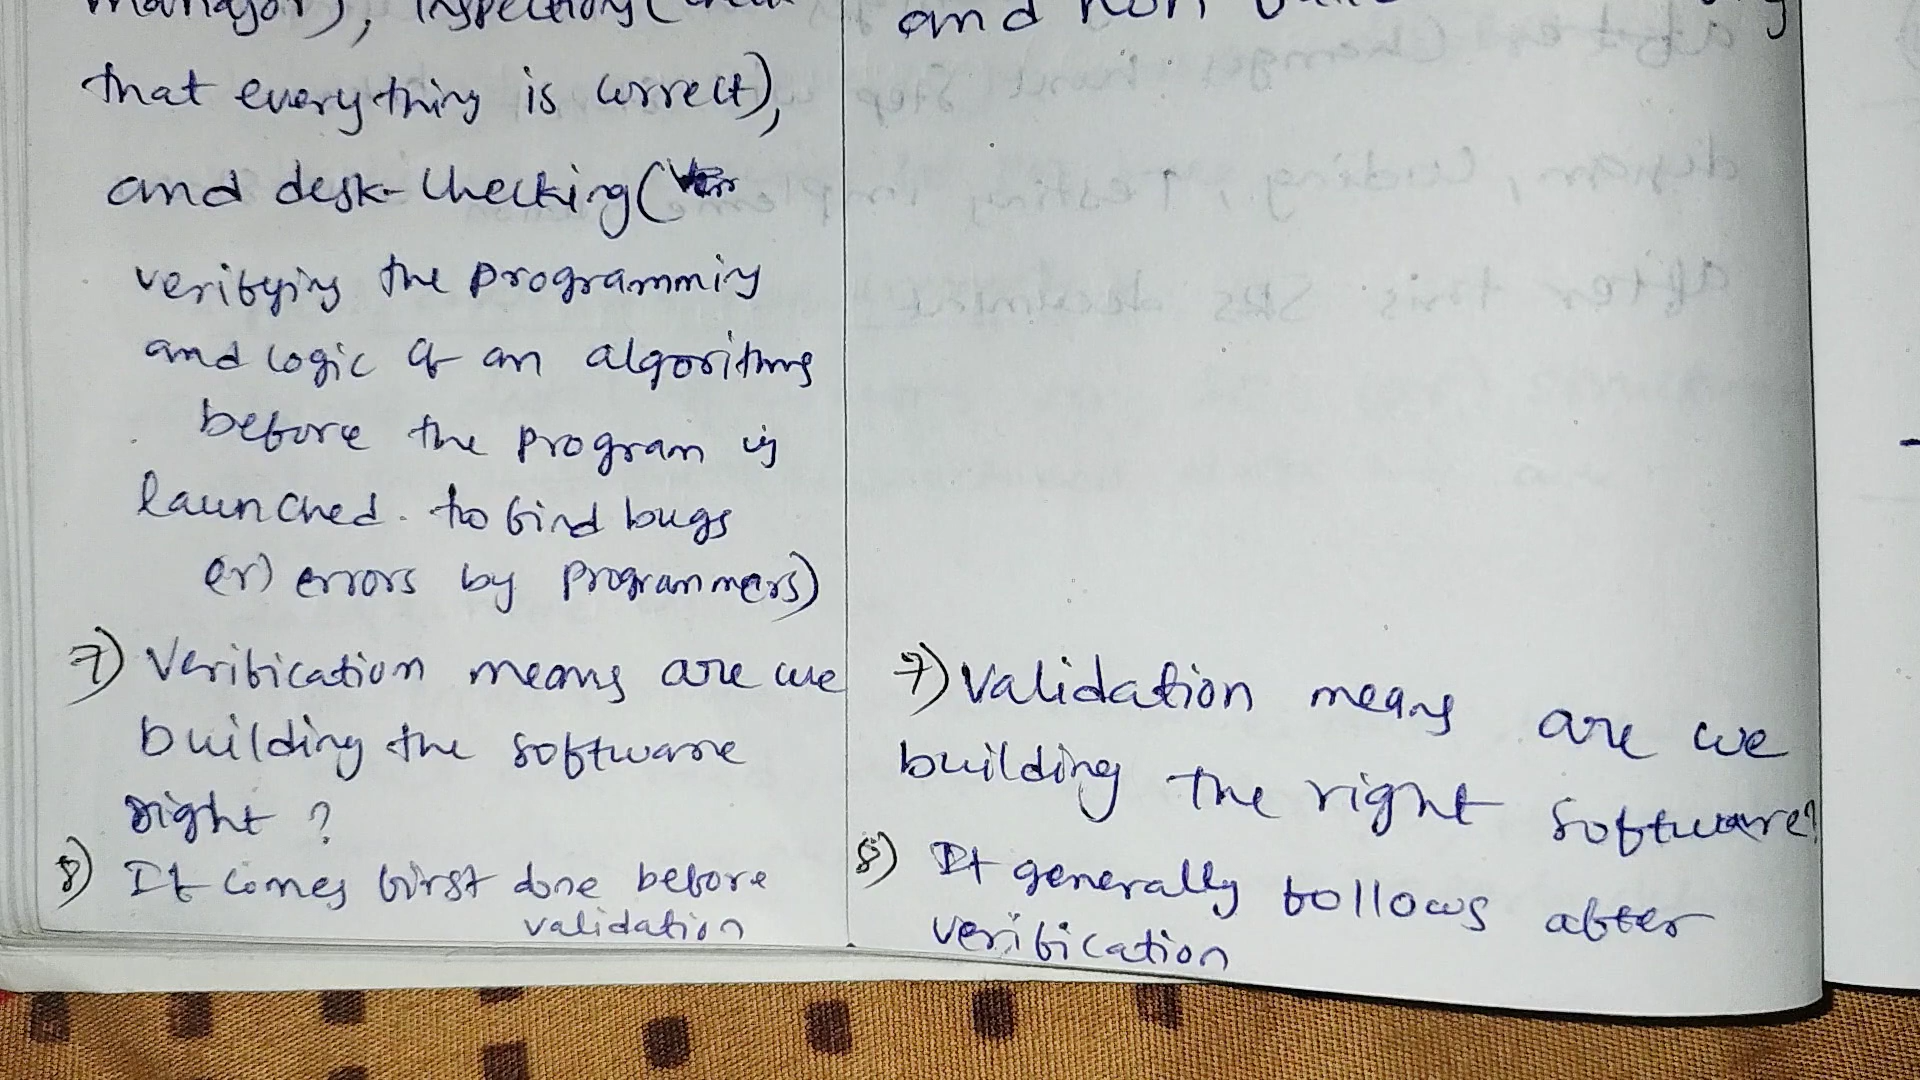 that everything is correct),
and desk-checking (
verifying the programming
and logic of an algorithms
before the program is
launched. to find bugs
(or) errors by programmers)
7) Verification means are we
building the software
right ?
8) It comes first done before
validation
and non
7) Validation means are we
building the right software?
8) It generally follows after
verification